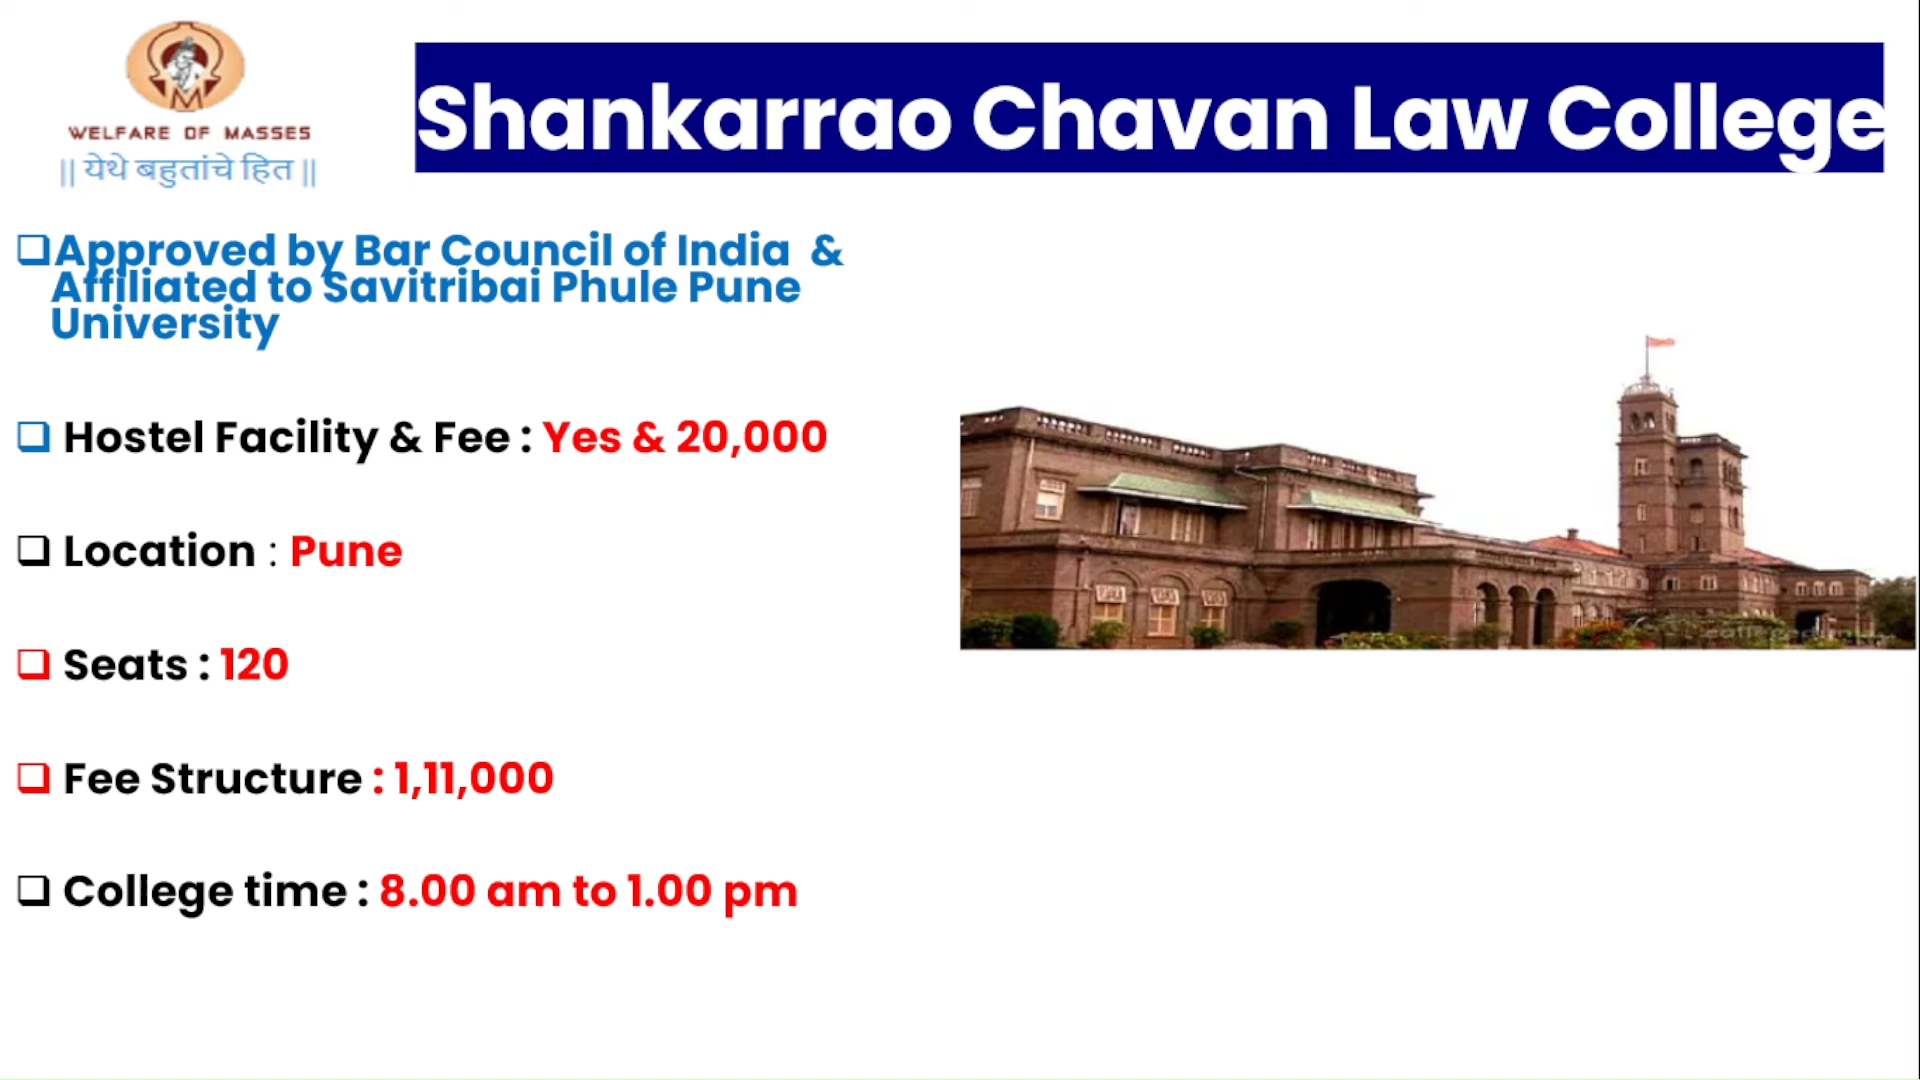 WELFARE OF MASSES
|| येथे बहुतांचे हित ||
Shankarrao Chavan Law College
Approved by Bar Council of India &
Affiliated to Savitribai Phule Pune
University
Hostel Facility & Fee : Yes & 20,000
Location : Pune
Seats : 120
Fee Structure : 1,11,000
College time : 8.00 am to 1.00 pm